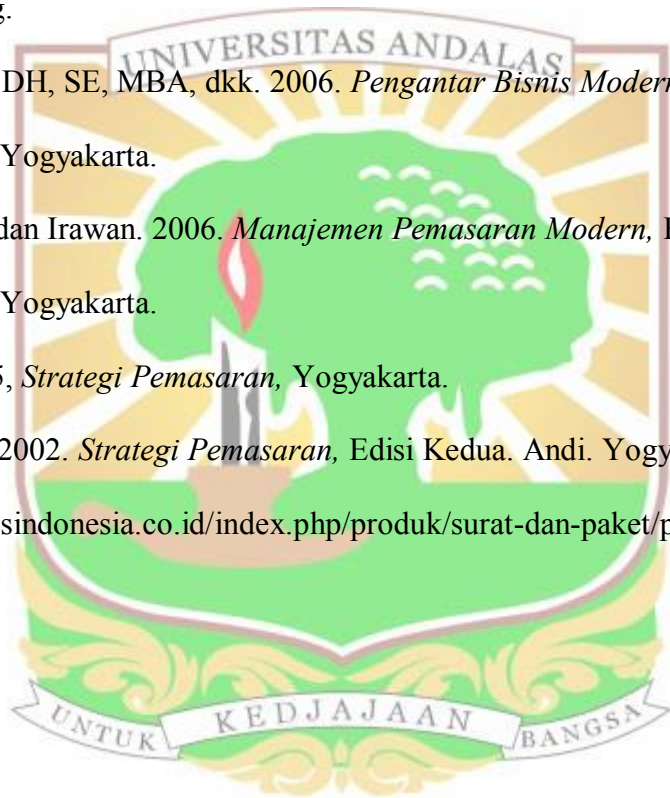 g.
UNIVERSITAS ANDALAS
DH, SE, MBA, dkk. 2006. Pengantar Bisnis Modern
Yogyakarta.
dan Irawan. 2006. Manajemen Pemasaran Modern,
Yogyakarta.
5, Strategi Pemasaran, Yogyakarta.
2002. Strategi Pemasaran, Edisi Kedua. Andi. Yogy
sindonesia.co.id/index.php/produk/surat-dan-paket/p
UNTUK KEDJAJAAN BANGSA